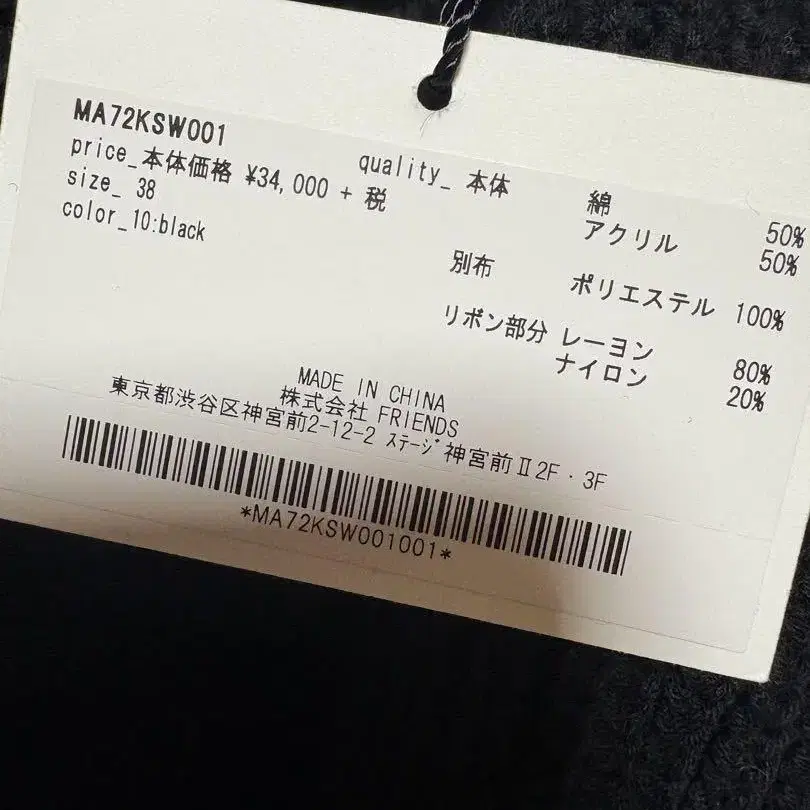 MA72KSW001
price_本体価格 ¥34,000 + 税
size_ 38
color_10:black
quality_ 本体 綿 50%
アクリル 50%
別布 ポリエステル 100%
リボン部分 レーヨン 80%
ナイロン 20%
MADE IN CHINA
株式会社 FRIENDS
東京都渋谷区神宮前2-12-2 ｽﾃｰｼﾞ神宮前Ⅱ2F・3F
*MA72KSW001001*